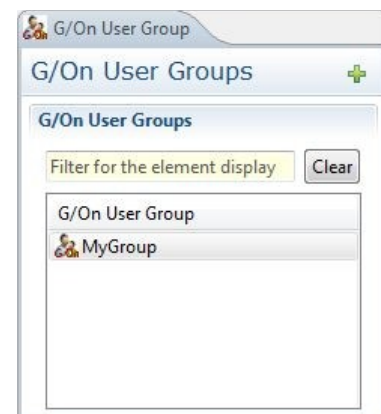 G/On User Group
G/On User Groups
G/On User Groups
Filter for the element display Clear
G/On User Group
MyGroup